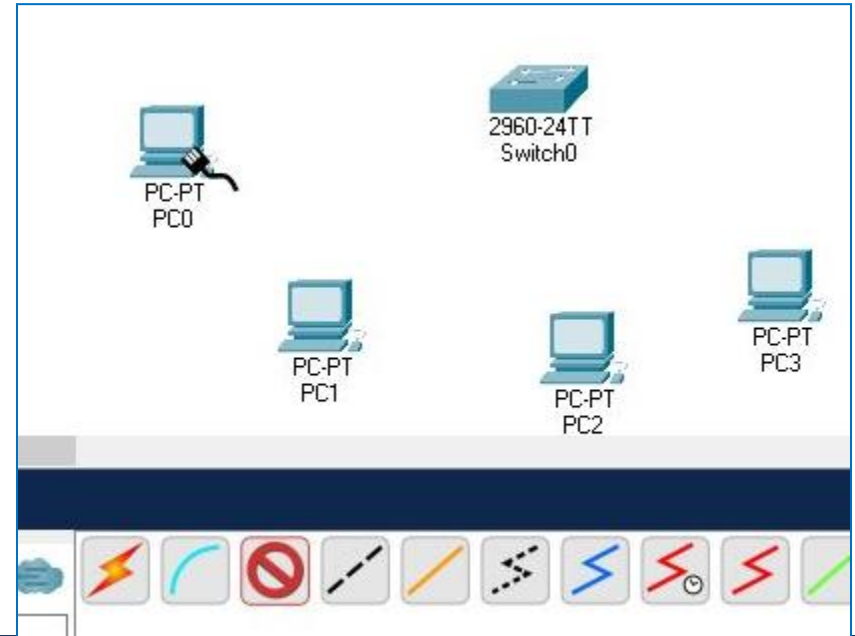 2960-24TT
Switch0
PC-PT
PC0
PC-PT
PC1
PC-PT
PC2
PC-PT
PC3